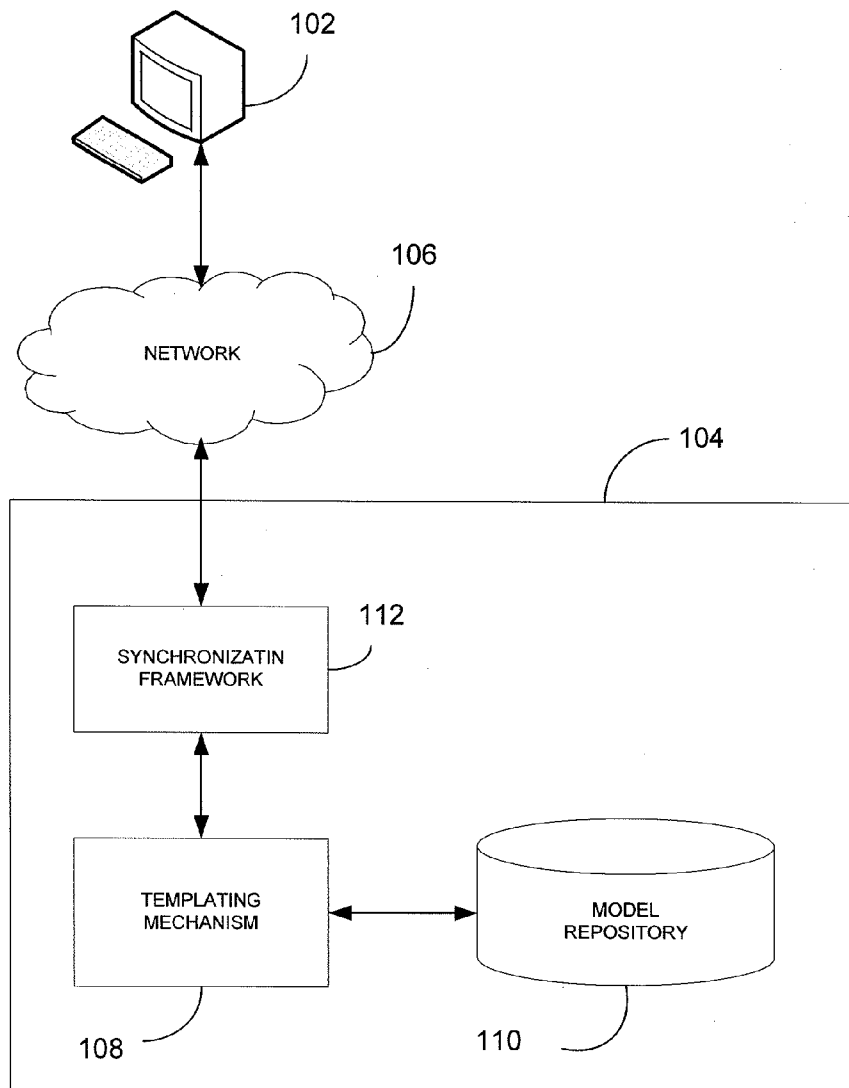 102
106
NETWORK
104
112
SYNCHRONIZATIN
FRAMEWORK
TEMPLATING
MECHANISM
MODEL
REPOSITORY
108
110